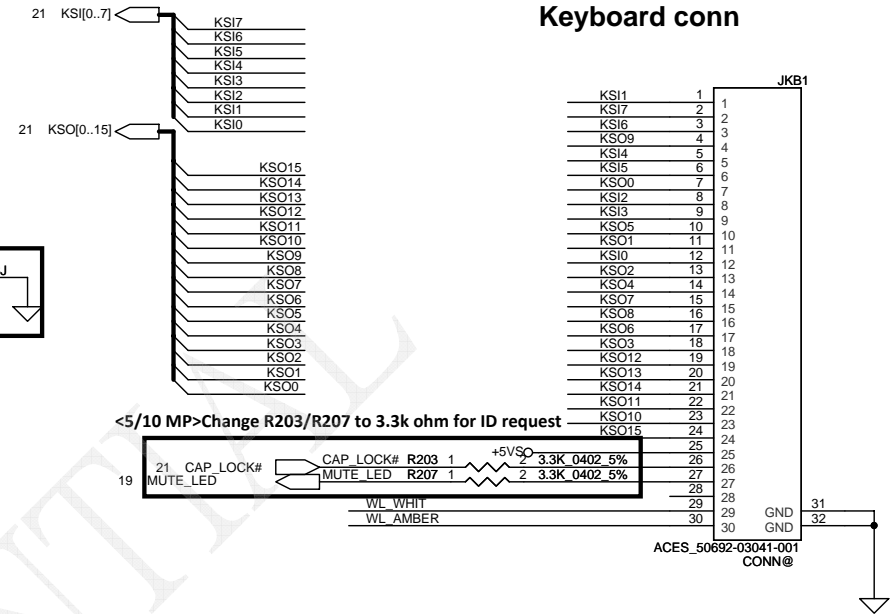 Keyboard conn
21 KSI[0..7]
KSI7
KSI6
KSI5
KSI4
KSI3
KSI2
KSI1
KSI0
21 KSO[0..15]
KSO15
KSO14
KSO13
KSO12
KSO11
KSO10
KSO9
KSO8
KSO7
KSO6
KSO5
KSO4
KSO3
KSO2
KSO1
KSO0
J
JKB1
KSI1 1 1
KSI7 2 2
KSI6 3 3
KSO9 4 4
KSI4 5 5
KSI5 6 6
KSO0 7 7
KSI2 8 8
KSI3 9 9
KSO5 10 10
KSO1 11 11
KSI0 12 12
KSO2 13 13
KSO4 14 14
KSO7 15 15
KSO8 16 16
KSO6 17 17
KSO3 18 18
KSO12 19 19
KSO13 20 20
KSO14 21 21
KSO11 22 22
KSO10 23 23
KSO15 24 24
<5/10 MP>Change R203/R207 to 3.3k ohm for ID request
+5VS 25 25
21 CAP_LOCK# CAP_LOCK# R203 1 2 3.3K_0402_5% 26 26
19 MUTE_LED MUTE_LED R207 1 2 3.3K_0402_5% 27 27
28 28
WL_WHIT 29 29 GND 31
WL_AMBER 30 30 GND 32
ACES_50692-03041-001
CONN@
NTIAL